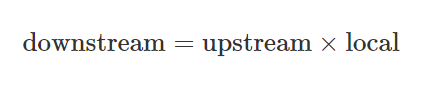 downstream = upstream × local